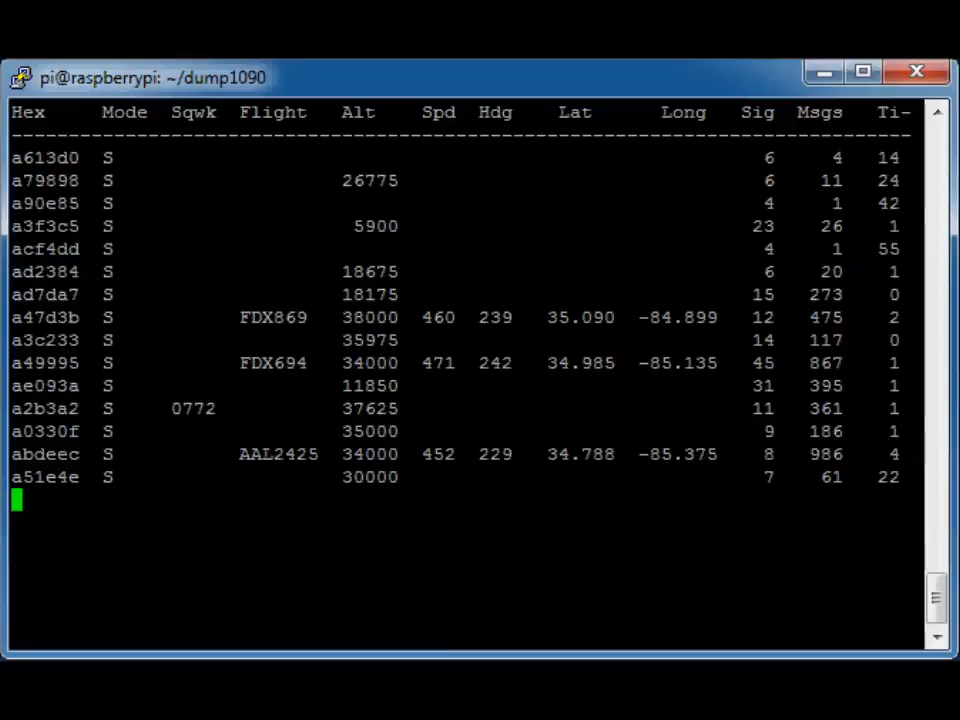 pi@raspberrypi: ~/dump1090
Hex Mode Sqwk Flight Alt Spd Hdg Lat Long Sig Msgs Ti-
-------------------------------------------------------------------------------
a613d0 S 6 4 14
a79898 S 26775 6 11 24
a90e85 S 4 1 42
a3f3c5 S 5900 23 26 1
acf4dd S 4 1 55
ad2384 S 18675 6 20 1
ad7da7 S 18175 15 273 0
a47d3b S FDX869 38000 460 239 35.090 -84.899 12 475 2
a3c233 S 35975 14 117 0
a49995 S FDX694 34000 471 242 34.985 -85.135 45 867 1
ae093a S 11850 31 395 1
a2b3a2 S 0772 37625 11 361 1
a0330f S 35000 9 186 1
abdeec S AAL2425 34000 452 229 34.788 -85.375 8 986 4
a51e4e S 30000 7 61 22